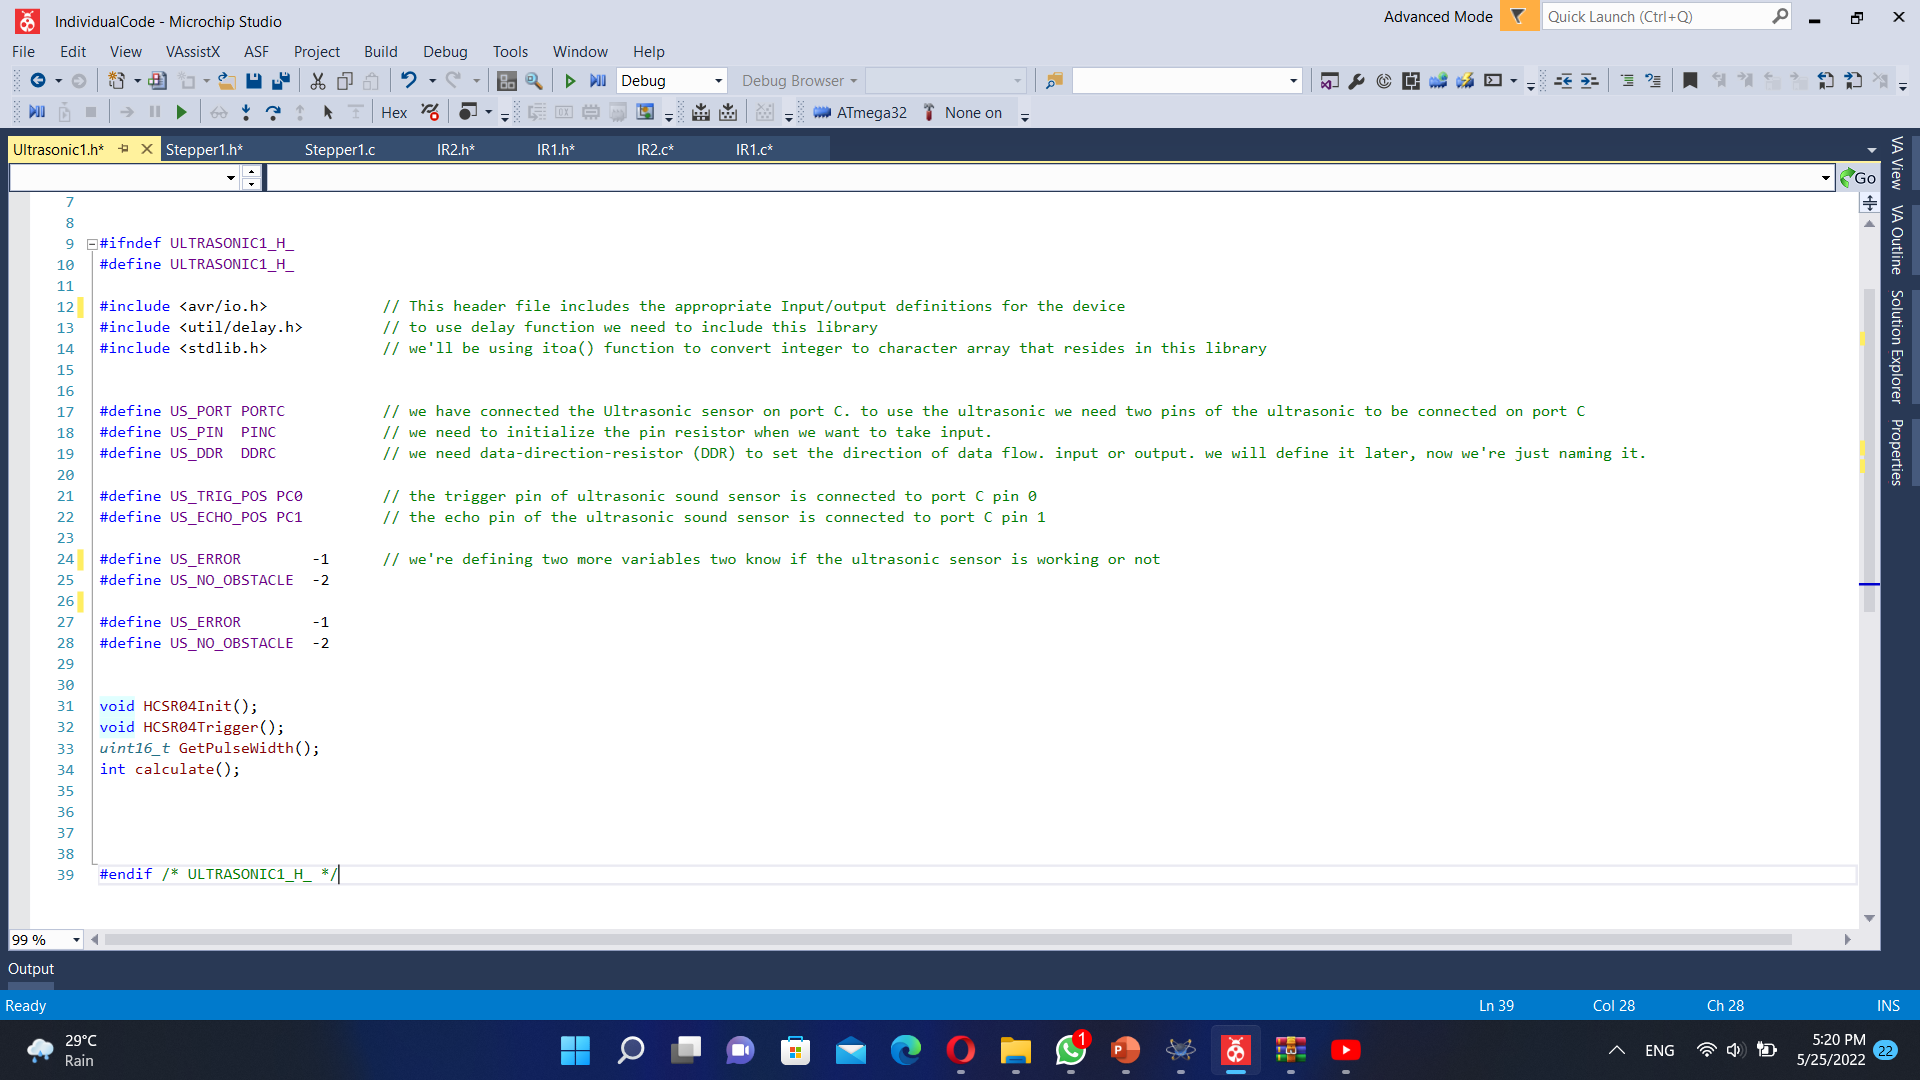 IndividualCode - Microchip Studio
Advanced Mode
Quick Launch (Ctrl+Q)
File Edit View VAssistX ASF Project Build Debug Tools Window Help
Debug Debug Browser
Hex ATmega32 None on
Ultrasonic1.h* Stepper1.h* Stepper1.c IR2.h* IR1.h* IR2.c* IR1.c*
Go
7
8
9 #ifndef ULTRASONIC1_H_
10 #define ULTRASONIC1_H_
11
12 #include <avr/io.h> // This header file includes the appropriate Input/output definitions for the device
13 #include <util/delay.h> // to use delay function we need to include this library
14 #include <stdlib.h> // we'll be using itoa() function to convert integer to character array that resides in this library
15
16
17 #define US_PORT PORTC // we have connected the Ultrasonic sensor on port C. to use the ultrasonic we need two pins of the ultrasonic to be connected on port C
18 #define US_PIN PINC // we need to initialize the pin resistor when we want to take input.
19 #define US_DDR DDRC // we need data-direction-resistor (DDR) to set the direction of data flow. input or output. we will define it later, now we're just naming it.
20
21 #define US_TRIG_POS PC0 // the trigger pin of ultrasonic sound sensor is connected to port C pin 0
22 #define US_ECHO_POS PC1 // the echo pin of the ultrasonic sound sensor is connected to port C pin 1
23
24 #define US_ERROR -1 // we're defining two more variables two know if the ultrasonic sensor is working or not
25 #define US_NO_OBSTACLE -2
26
27 #define US_ERROR -1
28 #define US_NO_OBSTACLE -2
29
30
31 void HCSR04Init();
32 void HCSR04Trigger();
33 uint16_t GetPulseWidth();
34 int calculate();
35
36
37
38
39 #endif /* ULTRASONIC1_H_ */
99 %
VA View
VA Outline
Solution Explorer
Properties
Output
Ready Ln 39 Col 28 Ch 28 INS
29°C
Rain
1
ENG
5:20 PM
5/25/2022
22